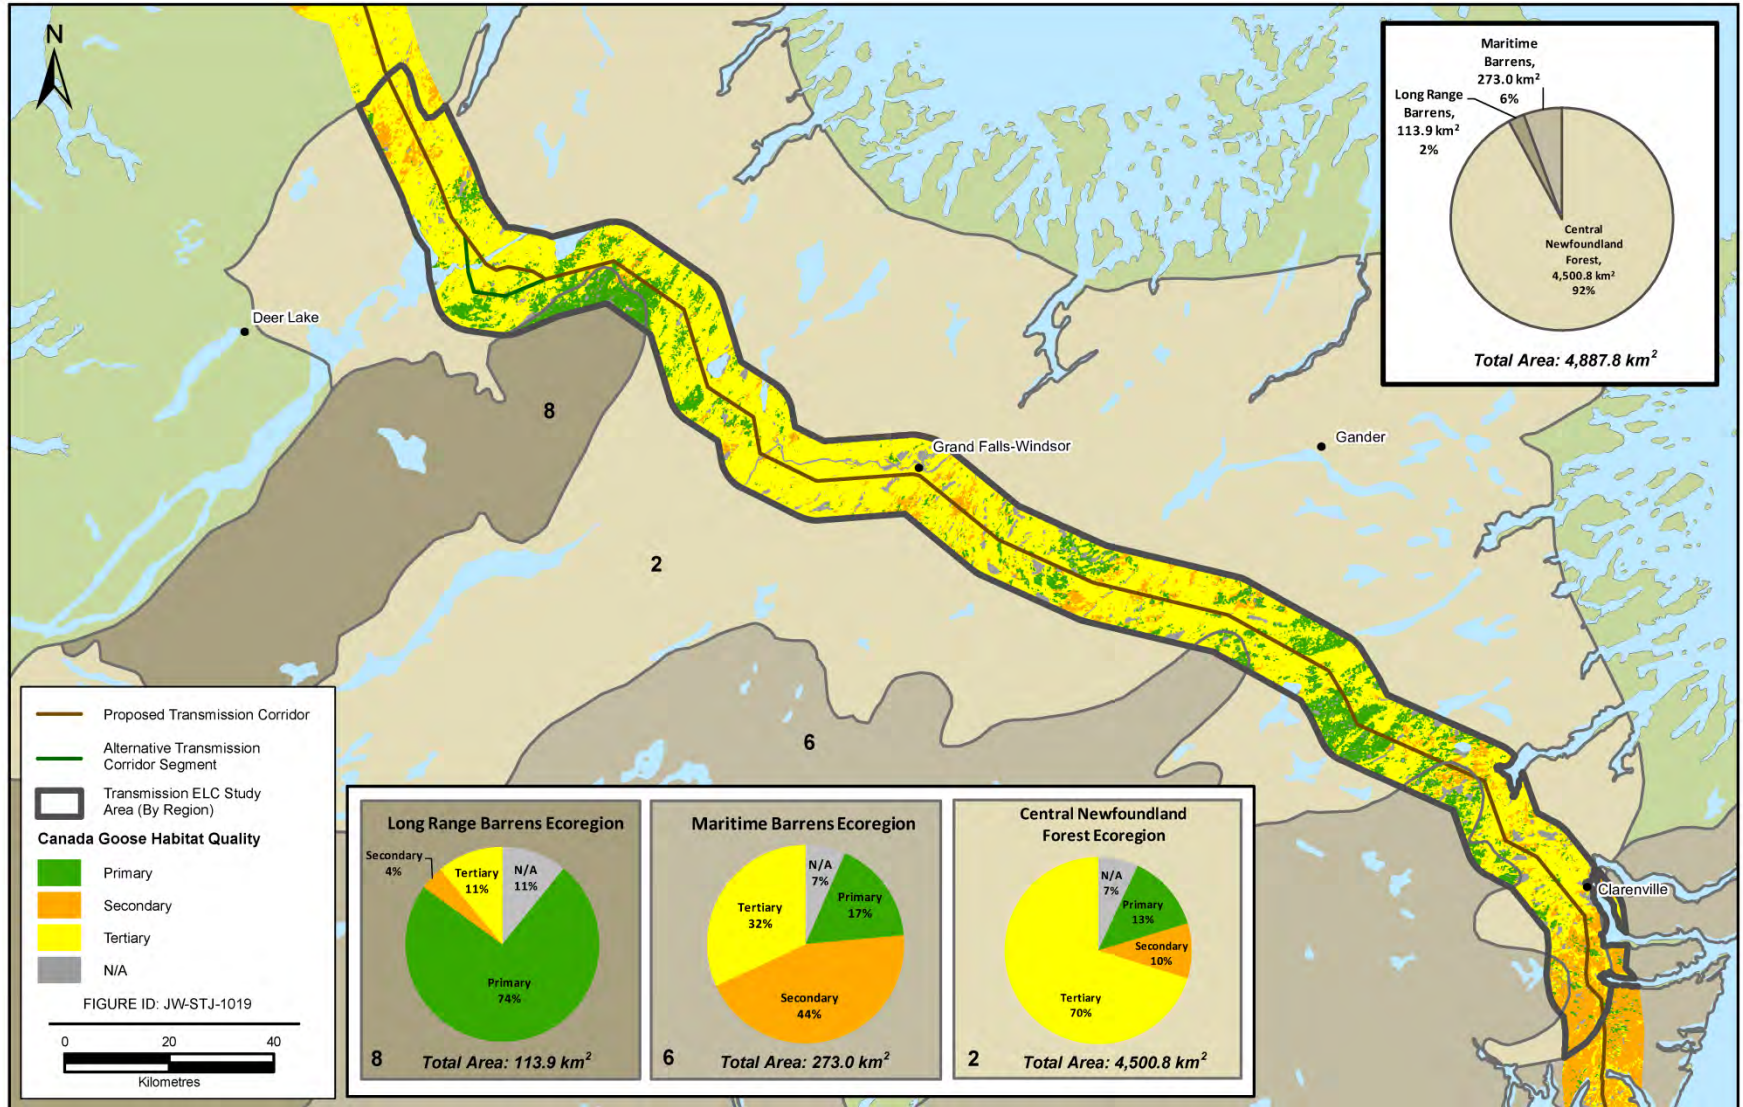 N
Deer Lake
8
Grand Falls-Windsor
Gander
2
6
Clarenville
Maritime
Barrens,
273.0 km²
6%
Long Range
Barrens,
113.9 km²
2%
Central
Newfoundland
Forest,
4,500.8 km²
92%
Total Area: 4,887.8 km²
Proposed Transmission Corridor
Alternative Transmission
Corridor Segment
Transmission ELC Study
Area (By Region)
Canada Goose Habitat Quality
Primary
Secondary
Tertiary
N/A
FIGURE ID: JW-STJ-1019
0 20 40
Kilometres
Long Range Barrens Ecoregion
Secondary
4%
Tertiary
11%
N/A
11%
Primary
74%
8 Total Area: 113.9 km²
Maritime Barrens Ecoregion
N/A
7%
Primary
17%
Tertiary
32%
Secondary
44%
6 Total Area: 273.0 km²
Central Newfoundland
Forest Ecoregion
N/A
7%
Primary
13%
Secondary
10%
Tertiary
70%
2 Total Area: 4,500.8 km²